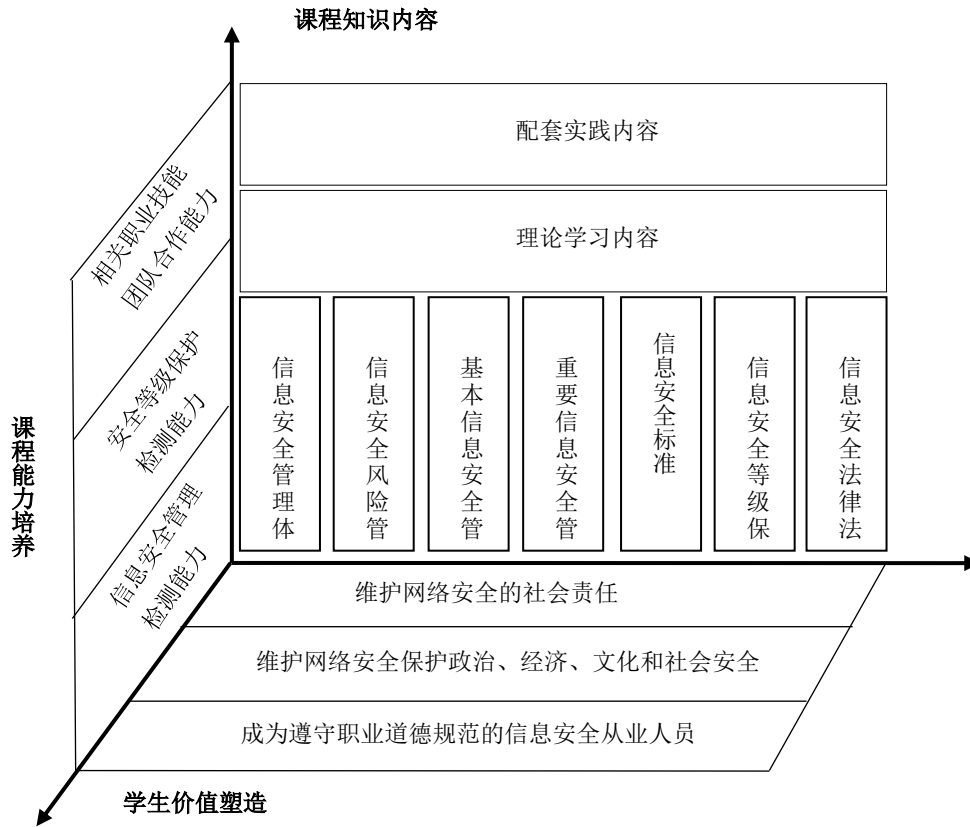 课程知识内容
配套实践内容
理论学习内容
信息安全管理体
信息安全风险管
基本信息安全管
重要信息安全管
信息安全标准
信息安全等级保
信息安全法律法
相关职业技能
团队合作能力
安全等级保护
检测能力
信息安全管理
检测能力
课程能力培养
维护网络安全的社会责任
维护网络安全保护政治、经济、文化和社会安全
成为遵守职业道德规范的信息安全从业人员
学生价值塑造